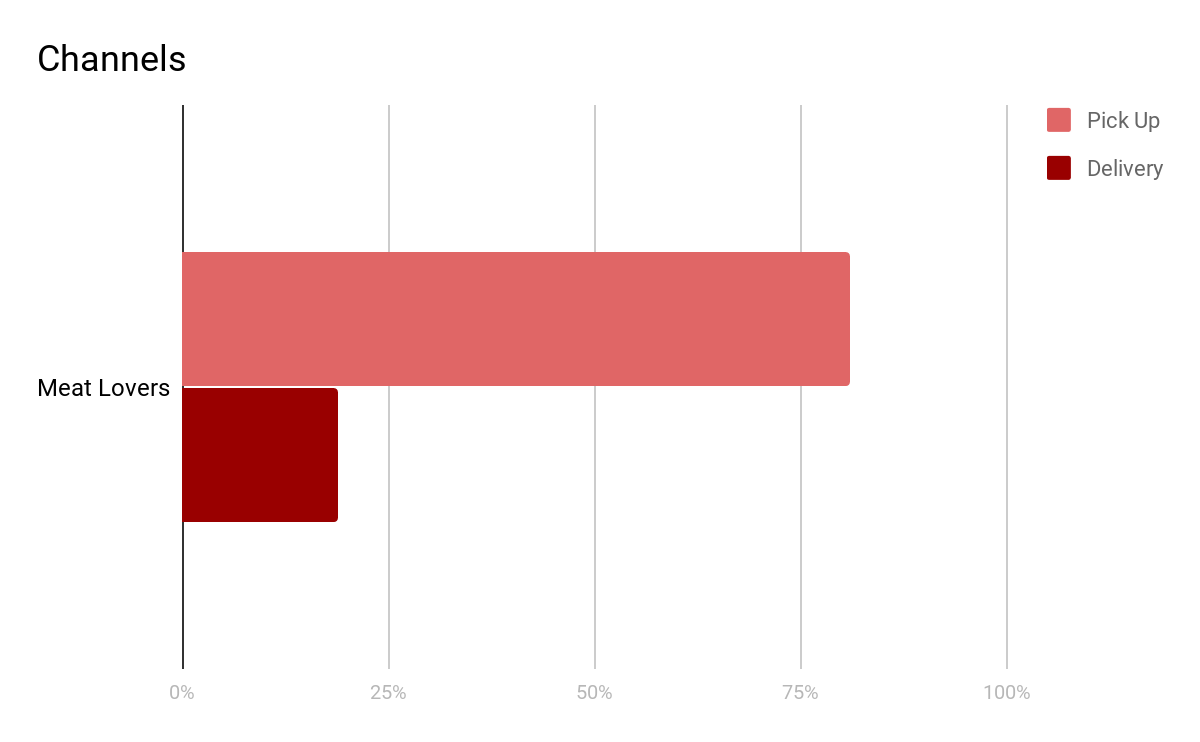 Channels
Pick Up
Delivery
Meat Lovers
0% 25% 50% 75% 100%